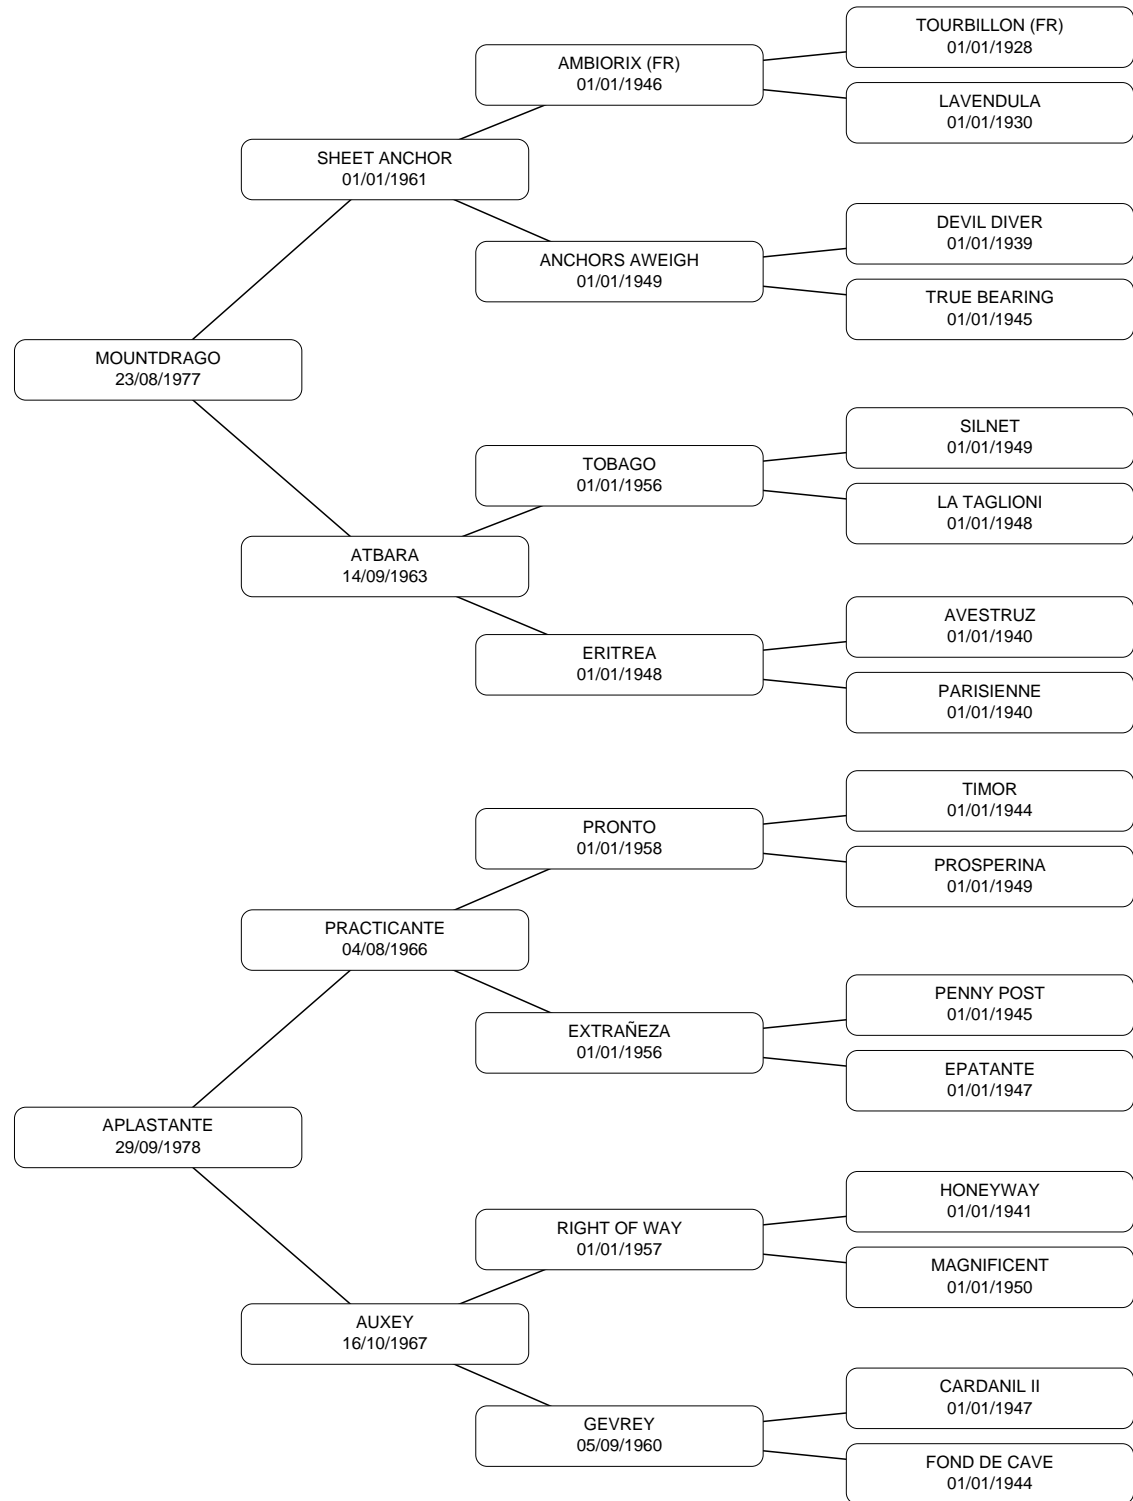 TOURBILLON (FR)
01/01/1928
AMBIORIX (FR)
01/01/1946
LAVENDULA
01/01/1930
SHEET ANCHOR
01/01/1961
DEVIL DIVER
01/01/1939
ANCHORS AWEIGH
01/01/1949
TRUE BEARING
01/01/1945
MOUNTDRAGO
23/08/1977
SILNET
01/01/1949
TOBAGO
01/01/1956
LA TAGLIONI
01/01/1948
ATBARA
14/09/1963
AVESTRUZ
01/01/1940
ERITREA
01/01/1948
PARISIENNE
01/01/1940
TIMOR
01/01/1944
PRONTO
01/01/1958
PROSPERINA
01/01/1949
PRACTICANTE
04/08/1966
PENNY POST
01/01/1945
EXTRAÑEZA
01/01/1956
EPATANTE
01/01/1947
APLASTANTE
29/09/1978
HONEYWAY
01/01/1941
RIGHT OF WAY
01/01/1957
MAGNIFICENT
01/01/1950
AUXEY
16/10/1967
CARDANIL II
01/01/1947
GEVREY
05/09/1960
FOND DE CAVE
01/01/1944